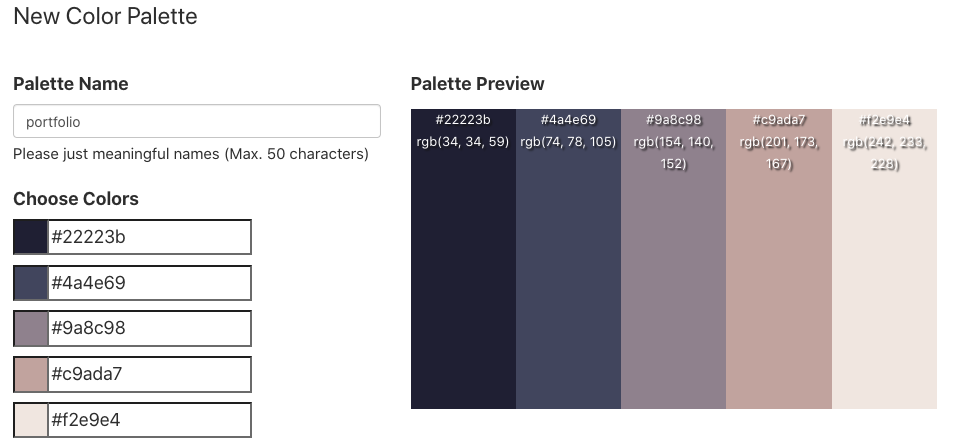 New Color Palette
Palette Name
portfolio
Please just meaningful names (Max. 50 characters)
Choose Colors
#22223b
#4a4e69
#9a8c98
#c9ada7
#f2e9e4
Palette Preview
#22223b
rgb(34, 34, 59)
#4a4e69
rgb(74, 78, 105)
#9a8c98
rgb(154, 140,
152)
#c9ada7
rgb(201, 173,
167)
#f2e9e4
rgb(242, 233,
228)